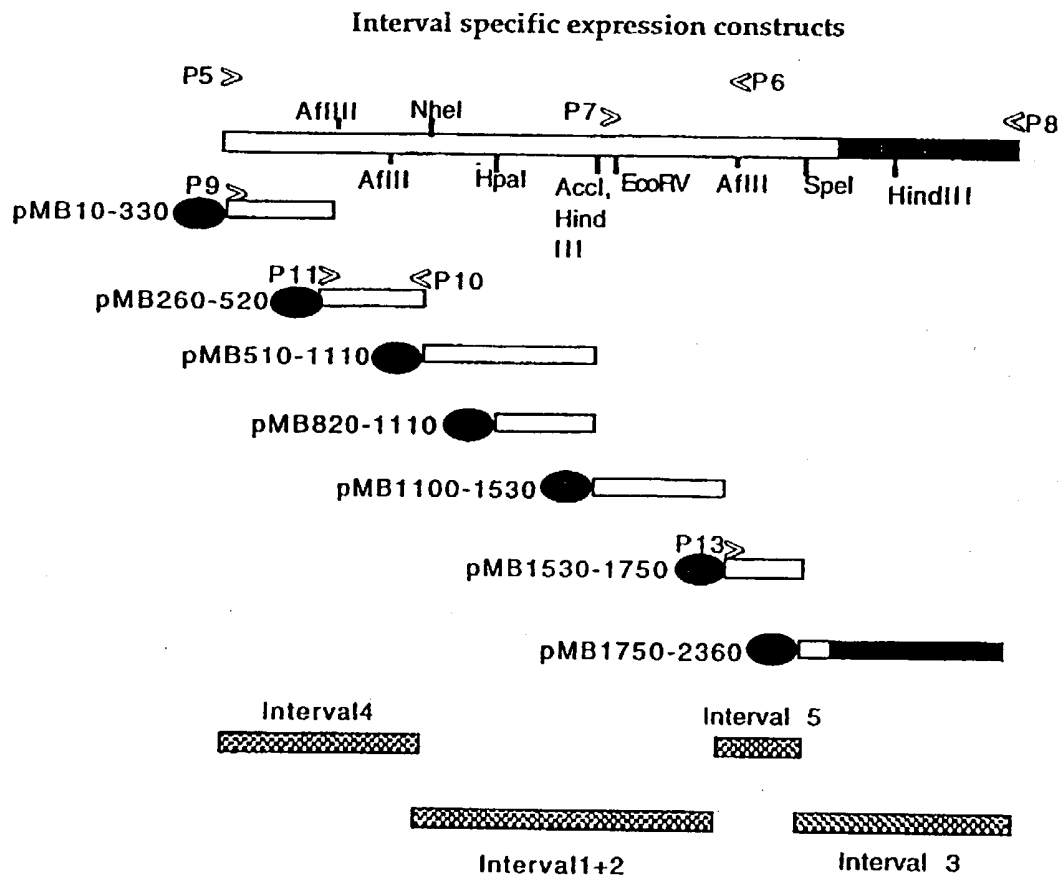 Interval specific expression constructs
P5 P6
AflIII NheI P7 P8
AflII HpaI AccI, EcoRV AflII SpeI HindIII
Hind
III
P9
pMB10-330
P11 P10
pMB260-520
pMB510-1110
pMB820-1110
pMB1100-1530
P13
pMB1530-1750
pMB1750-2360
Interval4 Interval 5
Interval1+2 Interval 3